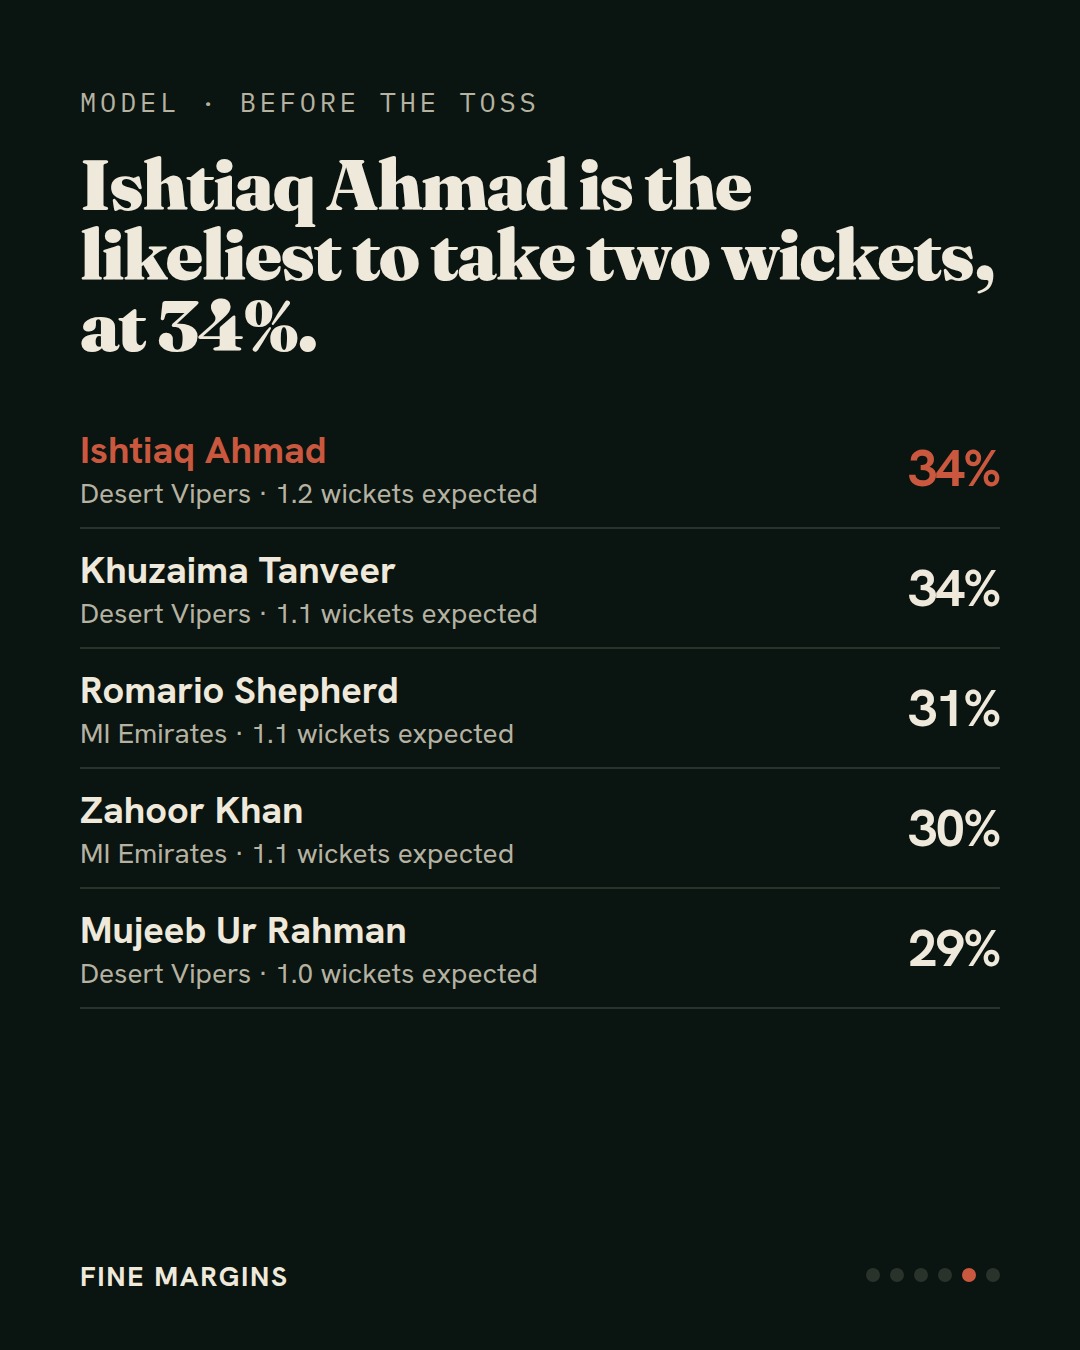 MODEL · BEFORE THE TOSS
Ishtiaq Ahmad is the
likeliest to take two wickets,
at 34%.
Ishtiaq Ahmad
Desert Vipers · 1.2 wickets expected
34%
Khuzaima Tanveer
Desert Vipers · 1.1 wickets expected
34%
Romario Shepherd
MI Emirates · 1.1 wickets expected
31%
Zahoor Khan
MI Emirates · 1.1 wickets expected
30%
Mujeeb Ur Rahman
Desert Vipers · 1.0 wickets expected
29%
FINE MARGINS